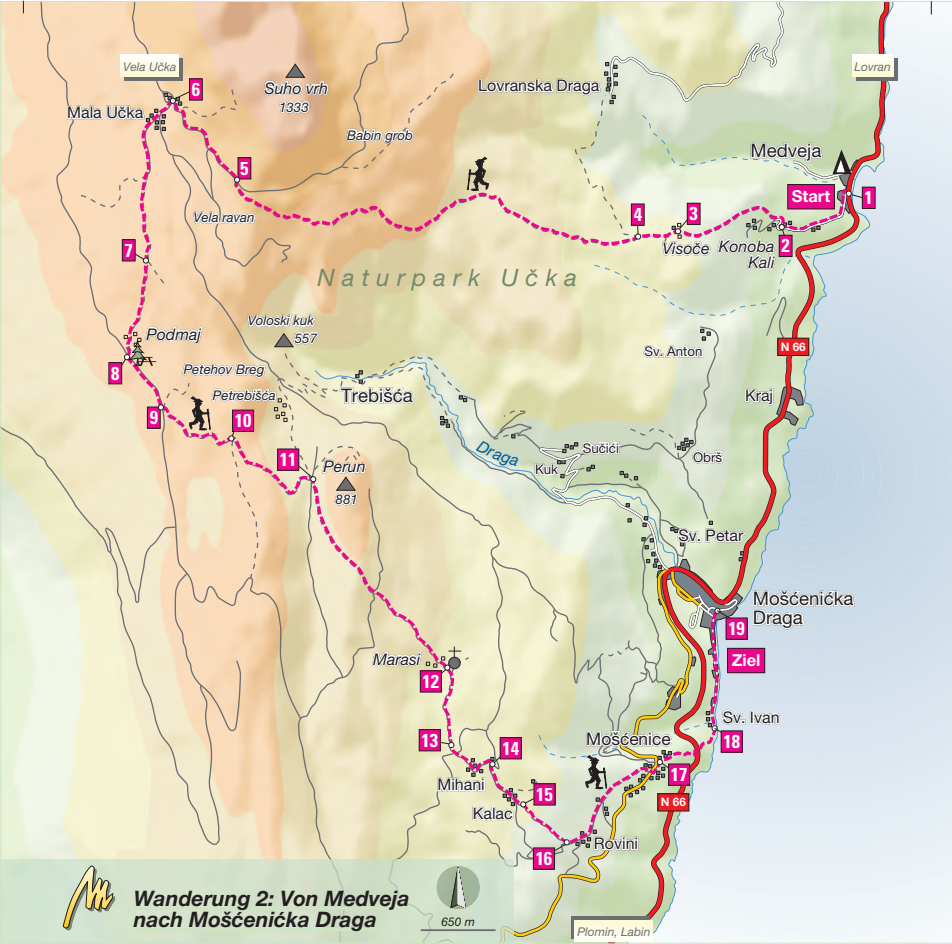 Vela Učka
Lovran
Suho vrh
1333
6
Lovranska Draga
Mala Učka
Babin grob
Medveja
5
Start
1
Vela ravan
4
3
Visoče
2
Konoba
Kali
7
Naturpark Učka
Voloski kuk
557
Podmaj
Sv. Anton
N 66
8
Petehov Breg
Petrebišća
Trebišća
Kraj
9
10
11
Perun
881
Draga
Sučići
Kuk
Obrš
Sv. Petar
Mošćenička
Draga
19
Ziel
Marasi
12
Sv. Ivan
18
13
14
Mošćenice
17
Mihani
15
Kalac
N 66
16
Rovini
Wanderung 2: Von Medveja
nach Mošćenićka Draga
650 m
Plomin, Labin